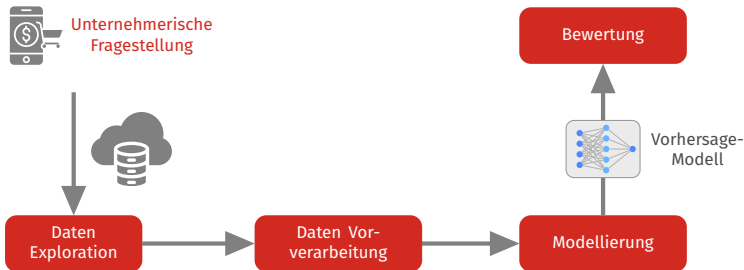 Unternehmerische
Fragestellung
Bewertung
Vorhersage-
Modell
Daten
Exploration
Daten Vor-
verarbeitung
Modellierung